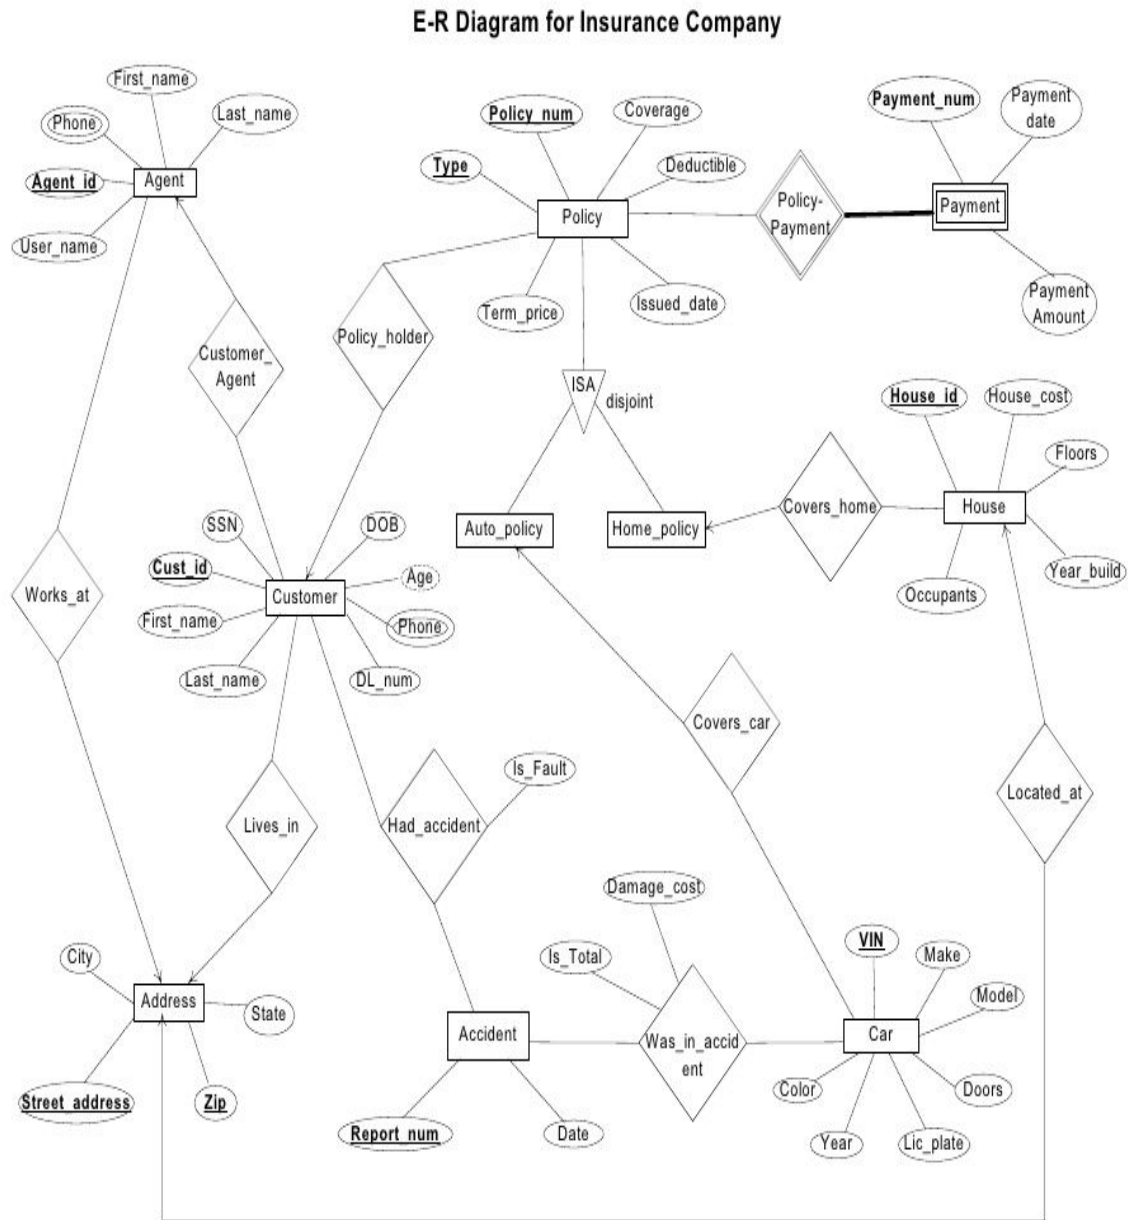 E-R Diagram for Insurance Company
First_name
Phone
Last_name
Agent_id
Agent
User_name
Policy_num
Coverage
Type
Deductible
Policy
Term_price
Issued_date
Policy-
Payment
Payment_num
Payment
date
Payment
Payment
Amount
Customer_
Agent
Policy_holder
ISA
disjoint
House_id
House_cost
Floors
House
Year_build
Occupants
Covers_home
Auto_policy
Home_policy
SSN
DOB
Cust_id
Age
Customer
First_name
Phone
Last_name
DL_num
Works_at
Covers_car
Located_at
Lives_in
Had_accident
Is_Fault
Damage_cost
Is_Total
Was_in_accid
ent
City
Address
State
Street_address
Zip
Accident
Report_num
Date
VIN
Make
Model
Car
Color
Doors
Year
Lic_plate